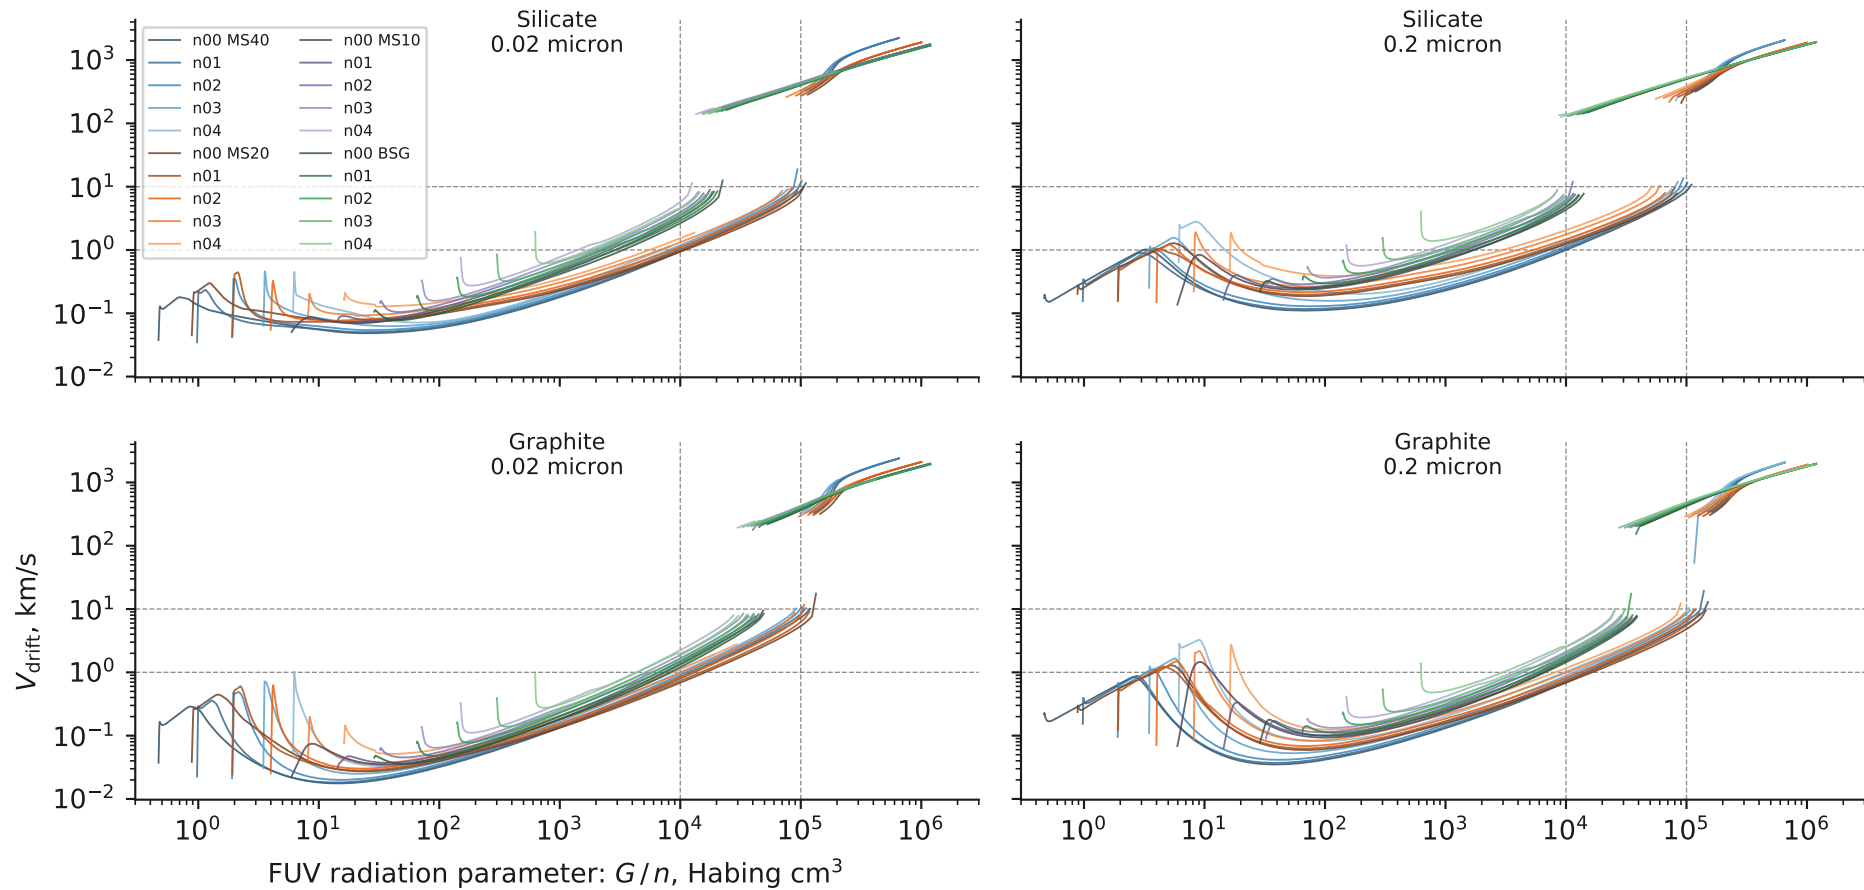 Silicate
0.02 micron
Silicate
0.2 micron
n00 MS40
n01
n02
n03
n04
n00 MS20
n01
n02
n03
n04
n00 MS10
n01
n02
n03
n04
n00 BSG
n01
n02
n03
n04
10³
10²
10¹
10⁰
10⁻¹
10⁻²
Graphite
0.02 micron
Graphite
0.2 micron
10³
10²
10¹
10⁰
10⁻¹
10⁻²
V_drift, km/s
10⁰ 10¹ 10² 10³ 10⁴ 10⁵ 10⁶
10⁰ 10¹ 10² 10³ 10⁴ 10⁵ 10⁶
FUV radiation parameter: G / n, Habing cm³